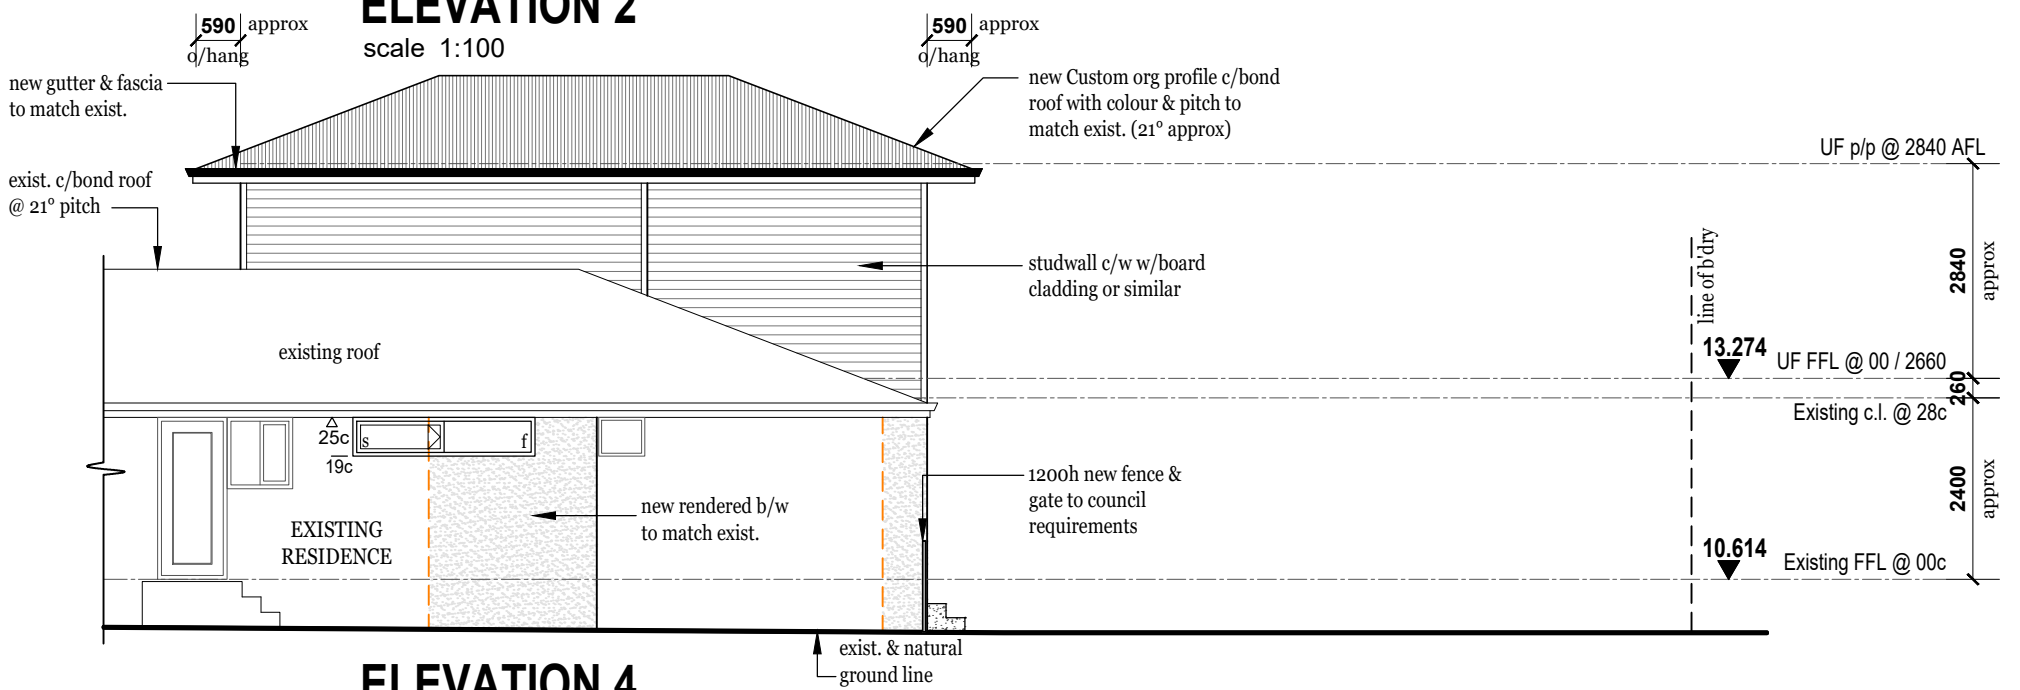 ELEVATION 2
scale 1:100
590 approx
o/hang
590 approx
o/hang
new gutter & fascia
to match exist.
new Custom org profile c/bond
roof with colour & pitch to
match exist. (21º approx)
UF p/p @ 2840 AFL
exist. c/bond roof
@ 21º pitch
studwall c/w w/board
cladding or similar
line of b'dry
2840
approx
existing roof
13.274
UF FFL @ 00 / 2660
260
Existing c.l. @ 28c
25c
19c
s
f
2400
approx
1200h new fence &
gate to council
requirements
new rendered b/w
to match exist.
EXISTING
RESIDENCE
10.614
Existing FFL @ 00c
exist. & natural
ground line
ELEVATION 4